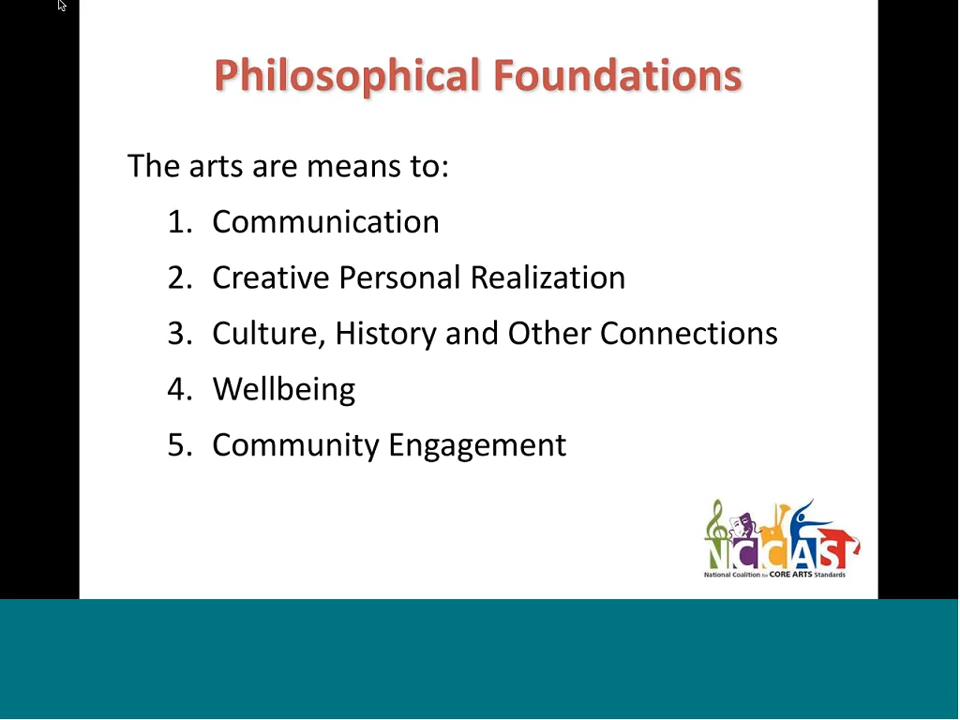 Philosophical Foundations
The arts are means to:
1. Communication
2. Creative Personal Realization
3. Culture, History and Other Connections
4. Wellbeing
5. Community Engagement
NCCAS
National Coalition for CORE ARTS Standards